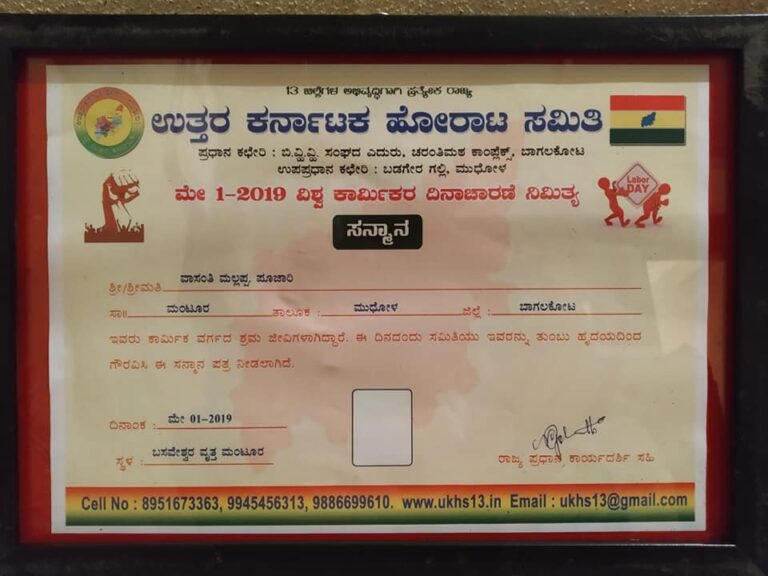 13 ಜಿಲ್ಲೆಗಳ ಅಭಿವೃದ್ಧಿಗಾಗಿ ಪ್ರತ್ಯೇಕ ರಾಜ್ಯ
ಉತ್ತರ ಕರ್ನಾಟಕ ಹೋರಾಟ ಸಮಿತಿ
ಪ್ರಧಾನ ಕಛೇರಿ : ಬಿ.ವ್ಹಿ.ವ್ಹಿ ಸಂಘದ ಎದುರು, ಚರಂತಿಮಠ ಕಾಂಪ್ಲೆಕ್ಸ್, ಬಾಗಲಕೋಟ
ಉಪಪ್ರಧಾನ ಕಛೇರಿ : ಬಡಗೇರ ಗಲ್ಲಿ, ಮುಧೋಳ
ಮೇ 1-2019 ವಿಶ್ವ ಕಾರ್ಮಿಕರ ದಿನಾಚಾರಣಿ ನಿಮಿತ್ಯ
Labor
DAY
ಸನ್ಮಾನ
ಶ್ರೀ/ಶ್ರೀಮತಿ ವಾಸಂತಿ ಮಲ್ಲಪ್ಪ ಪೂಜಾರಿ
ಸಾ॥ ಮಂಟೂರ ತಾಲೂಕ : ಮುಧೋಳ ಜಿಲ್ಲೆ : ಬಾಗಲಕೋಟ
ಇವರು ಕಾರ್ಮಿಕ ವರ್ಗದ ಶ್ರಮ ಜೀವಿಗಳಾಗಿದ್ದಾರೆ. ಈ ದಿನದಂದು ಸಮಿತಿಯು ಇವರನ್ನು ತುಂಬು ಹೃದಯದಿಂದ
ಗೌರವಿಸಿ ಈ ಸನ್ಮಾನ ಪತ್ರ ನೀಡಲಾಗಿದೆ.
ದಿನಾಂಕ : ಮೇ 01-2019
ಸ್ಥಳ : ಬಸವೇಶ್ವರ ವೃತ್ತ ಮಂಟೂರ
ರಾಜ್ಯ ಪ್ರಧಾನ ಕಾರ್ಯದರ್ಶಿ ಸಹಿ
Cell No : 8951673363, 9945456313, 9886699610. www.ukhs13.in Email : ukhs13@gmail.com